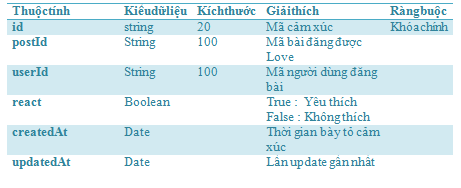 Thuộctính Kiểudữliệu Kíchthước Giảithích Ràngbuộc
id string 20 Mã cảm xúc Khóachính
postId String 100 Mã bài đăng được
Love
userId String 100 Mã người dùng đăng
bài
react Boolean True : Yêu thích
False : Không thích
createdAt Date Thời gian bày tỏ cảm
xúc
updatedAt Date Lần update gần nhất